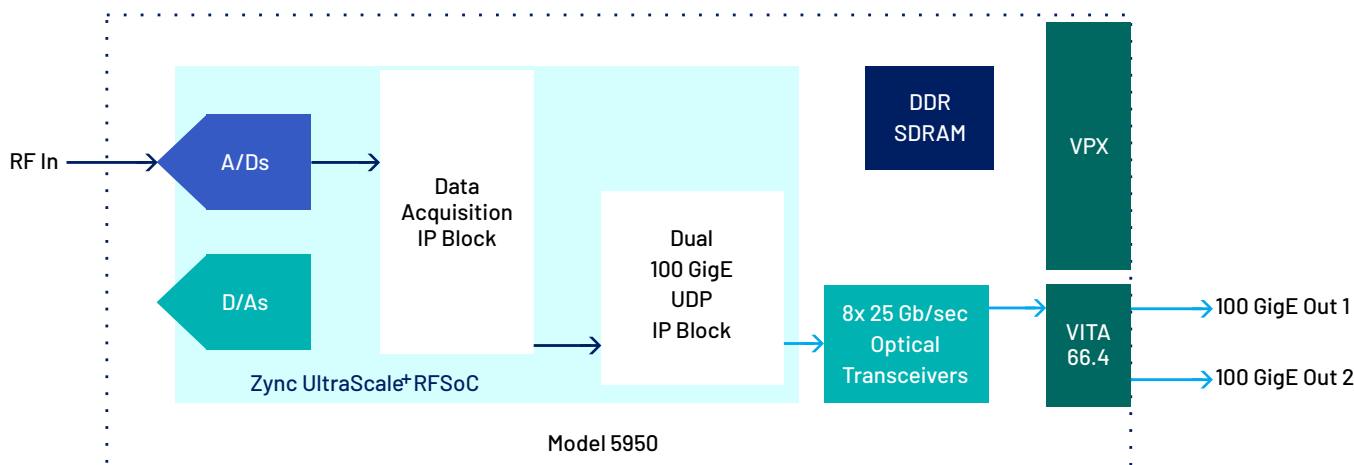 RF In
A/Ds
D/As
Data
Acquisition
IP Block
Zync UltraScale+ RFSoC
Dual
100 GigE
UDP
IP Block
DDR
SDRAM
8x 25 Gb/sec
Optical
Transceivers
VPX
VITA
66.4
100 GigE Out 1
100 GigE Out 2
Model 5950